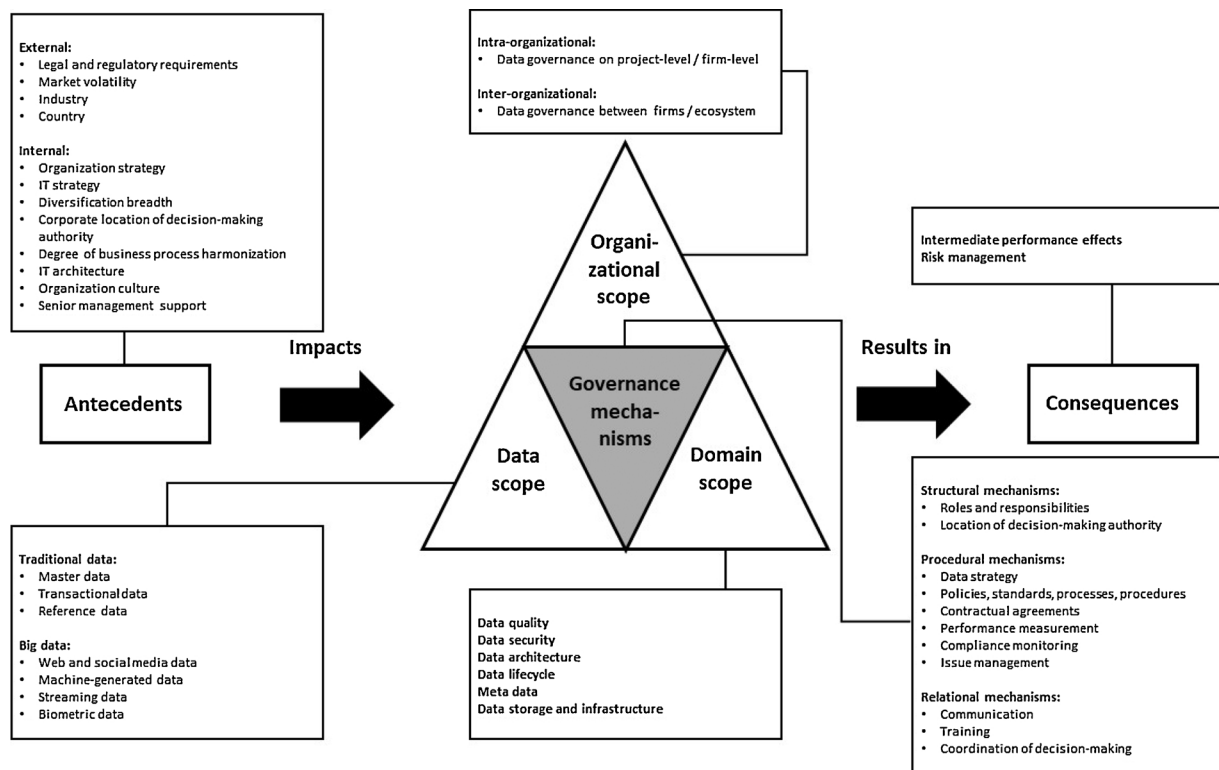 External:
• Legal and regulatory requirements
• Market volatility
• Industry
• Country
Internal:
• Organization strategy
• IT strategy
• Diversification breadth
• Corporate location of decision-making
authority
• Degree of business process harmonization
• IT architecture
• Organization culture
• Senior management support
Antecedents
Impacts
Intra-organizational:
• Data governance on project-level / firm-level
Inter-organizational:
• Data governance between firms / ecosystem
Organi-
zational
scope
Governance
mecha-
nisms
Data
scope
Domain
scope
Results in
Intermediate performance effects
Risk management
Consequences
Traditional data:
• Master data
• Transactional data
• Reference data
Big data:
• Web and social media data
• Machine-generated data
• Streaming data
• Biometric data
Data quality
Data security
Data architecture
Data lifecycle
Meta data
Data storage and infrastructure
Structural mechanisms:
• Roles and responsibilities
• Location of decision-making authority
Procedural mechanisms:
• Data strategy
• Policies, standards, processes, procedures
• Contractual agreements
• Performance measurement
• Compliance monitoring
• Issue management
Relational mechanisms:
• Communication
• Training
• Coordination of decision-making